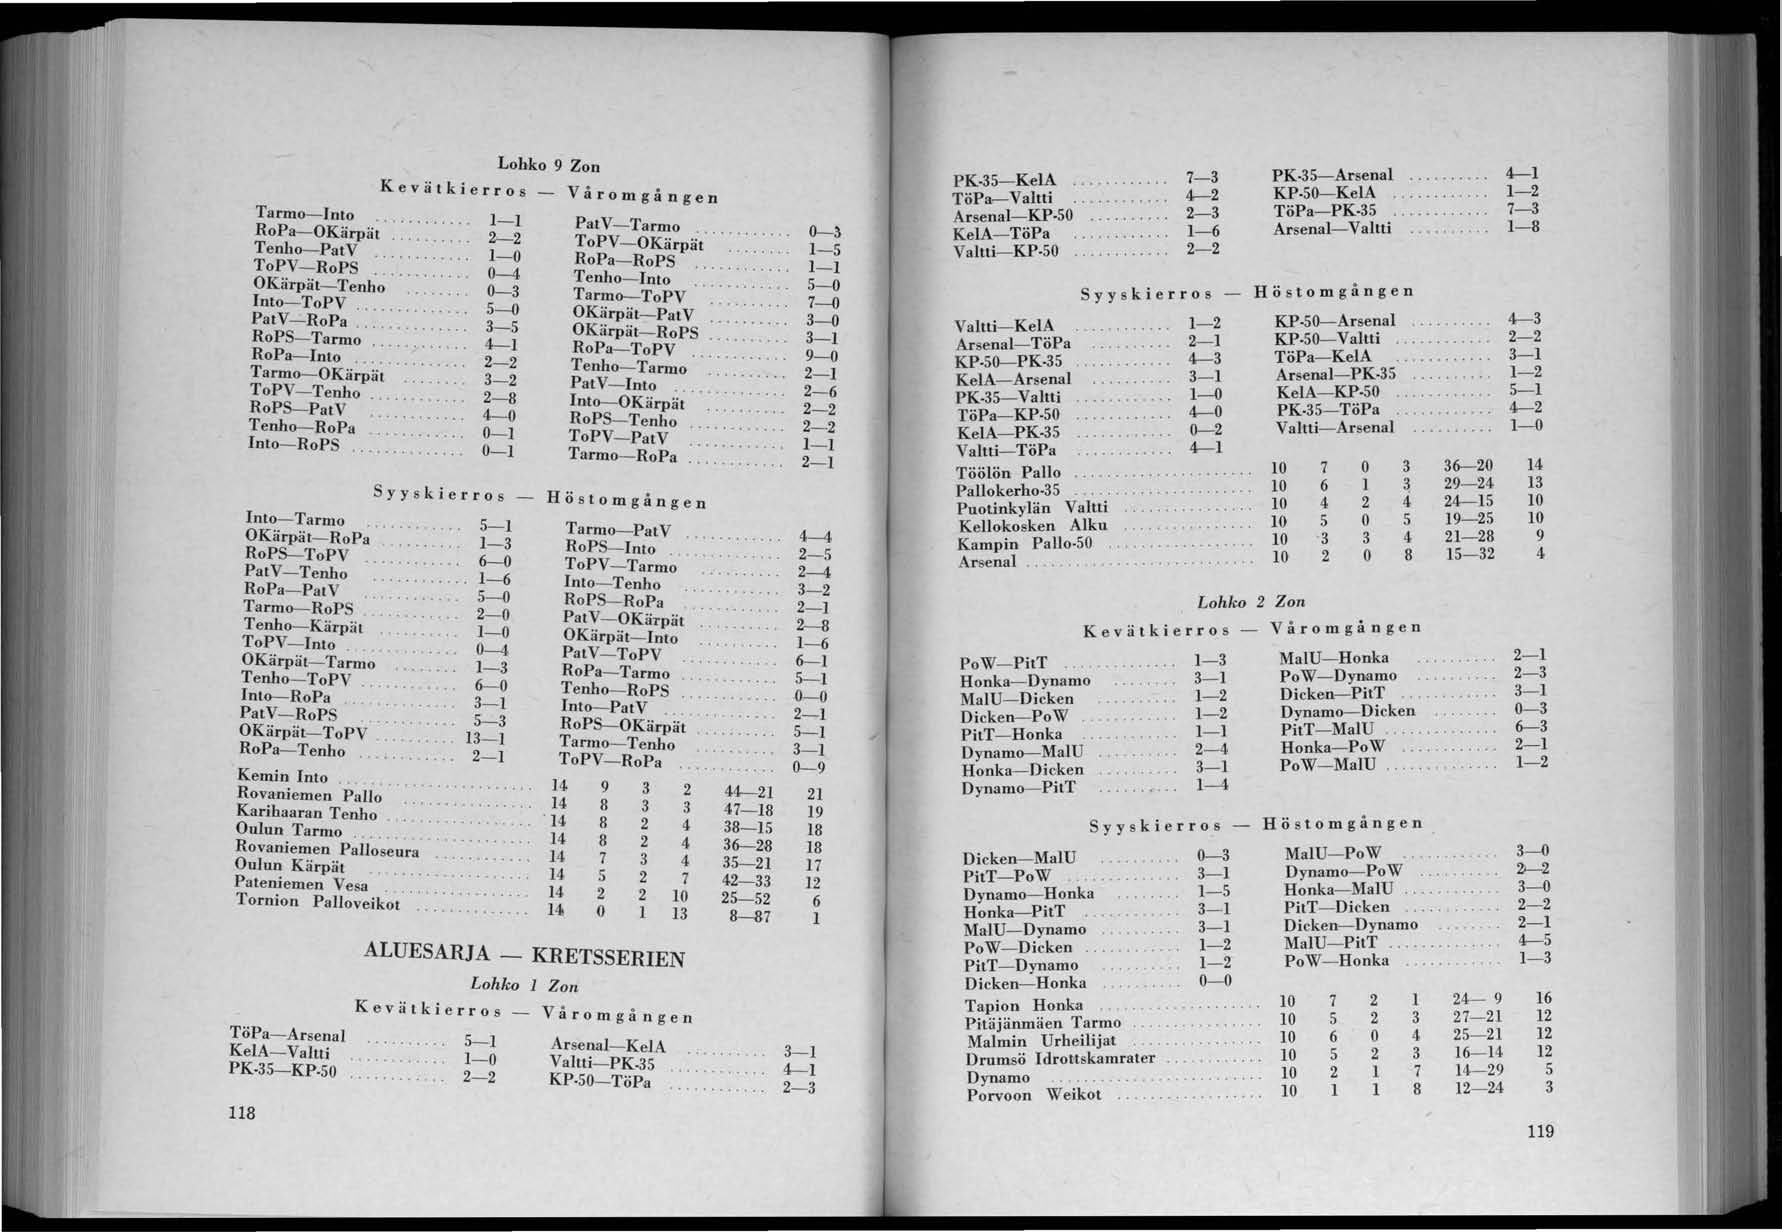 Lohko 9 Zon
Kevätkierros — Våromgången
Tarmo—Into ............ 1—1
RoPa—OKärpät .......... 2—2
Tenho—PatV ............ 1—0
ToPV—RoPS ............ 0—4
OKärpät—Tenho ........ 0—3
Into—ToPV .............. 5—0
PatV—RoPa .............. 3—5
RoPS—Tarmo ............ 4—1
RoPa—Into .............. 2—2
Tarmo—OKärpät ........ 3—2
ToPV—Tenho ............ 2—8
RoPS—PatV ............ 4—0
Tenho—RoPa ............ 0—1
Into—RoPS .............. 0—1
PatV—Tarmo ............ 0—3
ToPV—OKärpät ........ 1—5
RoPa—RoPS ............ 1—1
Tenho—Into ............ 5—0
Tarmo—ToPV .......... 7—0
OKärpät—PatV .......... 3—0
OKärpät—RoPS .......... 3—1
RoPa—ToPV ............ 9—0
Tenho—Tarmo .......... 2—1
PatV—Into .............. 2—6
Into—OKärpät .......... 2—2
RoPS—Tenho ............ 2—2
ToPV—PatV ............ 1—1
Tarmo—RoPa ............ 2—1
Syyskierros — Höstomgången
Into—Tarmo ............ 5—1
OKärpät—RoPa .......... 1—3
RoPS—ToPV ............ 6—0
PatV—Tenho ............ 1—6
RoPa—PatV ............ 5—0
Tarmo—RoPS ............ 2—0
Tenho—Kärpät .......... 1—0
ToPV—Into .............. 0—4
OKärpät—Tarmo ........ 1—3
Tenho—ToPV ............ 6—0
Into—RoPa .............. 3—1
PatV—RoPS ............ 5—3
OKärpät—ToPV .......... 13—1
RoPa—Tenho ............ 2—1
Tarmo—PatV ............ 4—4
RoPS—Into .............. 2—5
ToPV—Tarmo .......... 2—4
Into—Tenho ............ 3—2
RoPS—RoPa ............ 2—1
PatV—OKärpät .......... 2—8
OKärpät—Into .......... 1—6
PatV—ToPV ............ 6—1
RoPa—Tarmo ............ 5—1
Tenho—RoPS ............ 0—0
Into—PatV .............. 2—1
RoPS—OKärpät .......... 5—1
Tarmo—Tenho .......... 3—1
ToPV—RoPa ............ 0—9
Kemin Into ........................ 14 9 3 2 44—21 21
Rovaniemen Pallo ................ 14 8 3 3 47—18 19
Karihaaran Tenho .................. 14 8 2 4 38—15 18
Oulun Tarmo ...................... 14 8 2 4 36—28 18
Rovaniemen Palloseura ............ 14 7 3 4 35—21 17
Oulun Kärpät ...................... 14 5 2 7 42—33 12
Pateniemen Vesa .................. 14 2 2 10 25—52 6
Tornion Palloveikot .............. 14 0 1 13 8—87 1
ALUESARJA — KRETSSERIEN
Lohko 1 Zon
Kevätkierros — Våromgången
TöPa—Arsenal .......... 5—1
KelA—Valtti ............ 1—0
PK-35—KP-50 ............ 2—2
Arsenal—KelA .......... 3—1
Valtti—PK-35 ............ 4—1
KP-50—TöPa ............ 2—3
118
PK-35—KelA ............ 7—3
TöPa—Valtti ............ 4—2
Arsenal—KP-50 .......... 2—3
KelA—TöPa ............ 1—6
Valtti—KP-50 ............ 2—2
PK-35—Arsenal .......... 4—1
KP-50—KelA ............ 1—2
TöPa—PK-35 ............ 7—3
Arsenal—Valtti .......... 1—8
Syyskierros — Höstomgången
Valtti—KelA ............ 1—2
Arsenal—TöPa .......... 2—1
KP-50—PK-35 ............ 4—3
KelA—Arsenal .......... 3—1
PK-35—Valtti ............ 1—0
TöPa—KP-50 ............ 4—0
KelA—PK-35 ............ 0—2
Valtti—TöPa ............ 4—1
KP-50—Arsenal .......... 4—3
KP-50—Valtti ............ 2—2
TöPa—KelA ............ 3—1
Arsenal—PK-35 .......... 1—2
KelA—KP-50 ............ 5—1
PK-35—TöPa ............ 4—2
Valtti—Arsenal .......... 1—0
Töölön Pallo ...................... 10 7 0 3 36—20 14
Pallokerho-35 ...................... 10 6 1 3 29—24 13
Puotinkylän Valtti ................ 10 4 2 4 24—15 10
Kellokosken Alku ................ 10 5 0 5 19—25 10
Kampin Pallo-50 .................. 10 3 3 4 21—28 9
Arsenal ............................ 10 2 0 8 15—32 4
Lohko 2 Zon
Kevätkierros — Våromgången
PoW—PitT .............. 1—3
Honka—Dynamo ........ 3—1
MalU—Dicken .......... 1—2
Dicken—PoW ............ 1—2
PitT—Honka ............ 1—1
Dynamo—MalU .......... 2—4
Honka—Dicken .......... 3—1
Dynamo—PitT .......... 1—4
MalU—Honka .......... 2—1
PoW—Dynamo .......... 2—3
Dicken—PitT ............ 3—1
Dynamo—Dicken ........ 0—3
PitT—MalU .............. 6—3
Honka—PoW ............ 2—1
PoW—MalU .............. 1—2
Syyskierros — Höstomgången
Dicken—MalU .......... 0—3
PitT—PoW .............. 3—1
Dynamo—Honka ........ 1—5
Honka—PitT ............ 3—1
MalU—Dynamo .......... 3—1
PoW—Dicken ............ 1—2
PitT—Dynamo .......... 1—2
Dicken—Honka .......... 0—0
MalU—PoW ............ 3—0
Dynamo—PoW .......... 2—2
Honka—MalU ............ 3—0
PitT—Dicken ............ 2—2
Dicken—Dynamo ........ 2—1
MalU—PitT .............. 4—5
PoW—Honka ............ 1—3
Tapion Honka .................... 10 7 2 1 24— 9 16
Pitäjänmäen Tarmo ................ 10 5 2 3 27—21 12
Malmin Urheilijat ................ 10 6 0 4 25—21 12
Drumsö Idrottskamrater ............ 10 5 2 3 16—14 12
Dynamo .......................... 10 2 1 7 14—29 5
Porvoon Weikot .................. 10 1 1 8 12—24 3
119